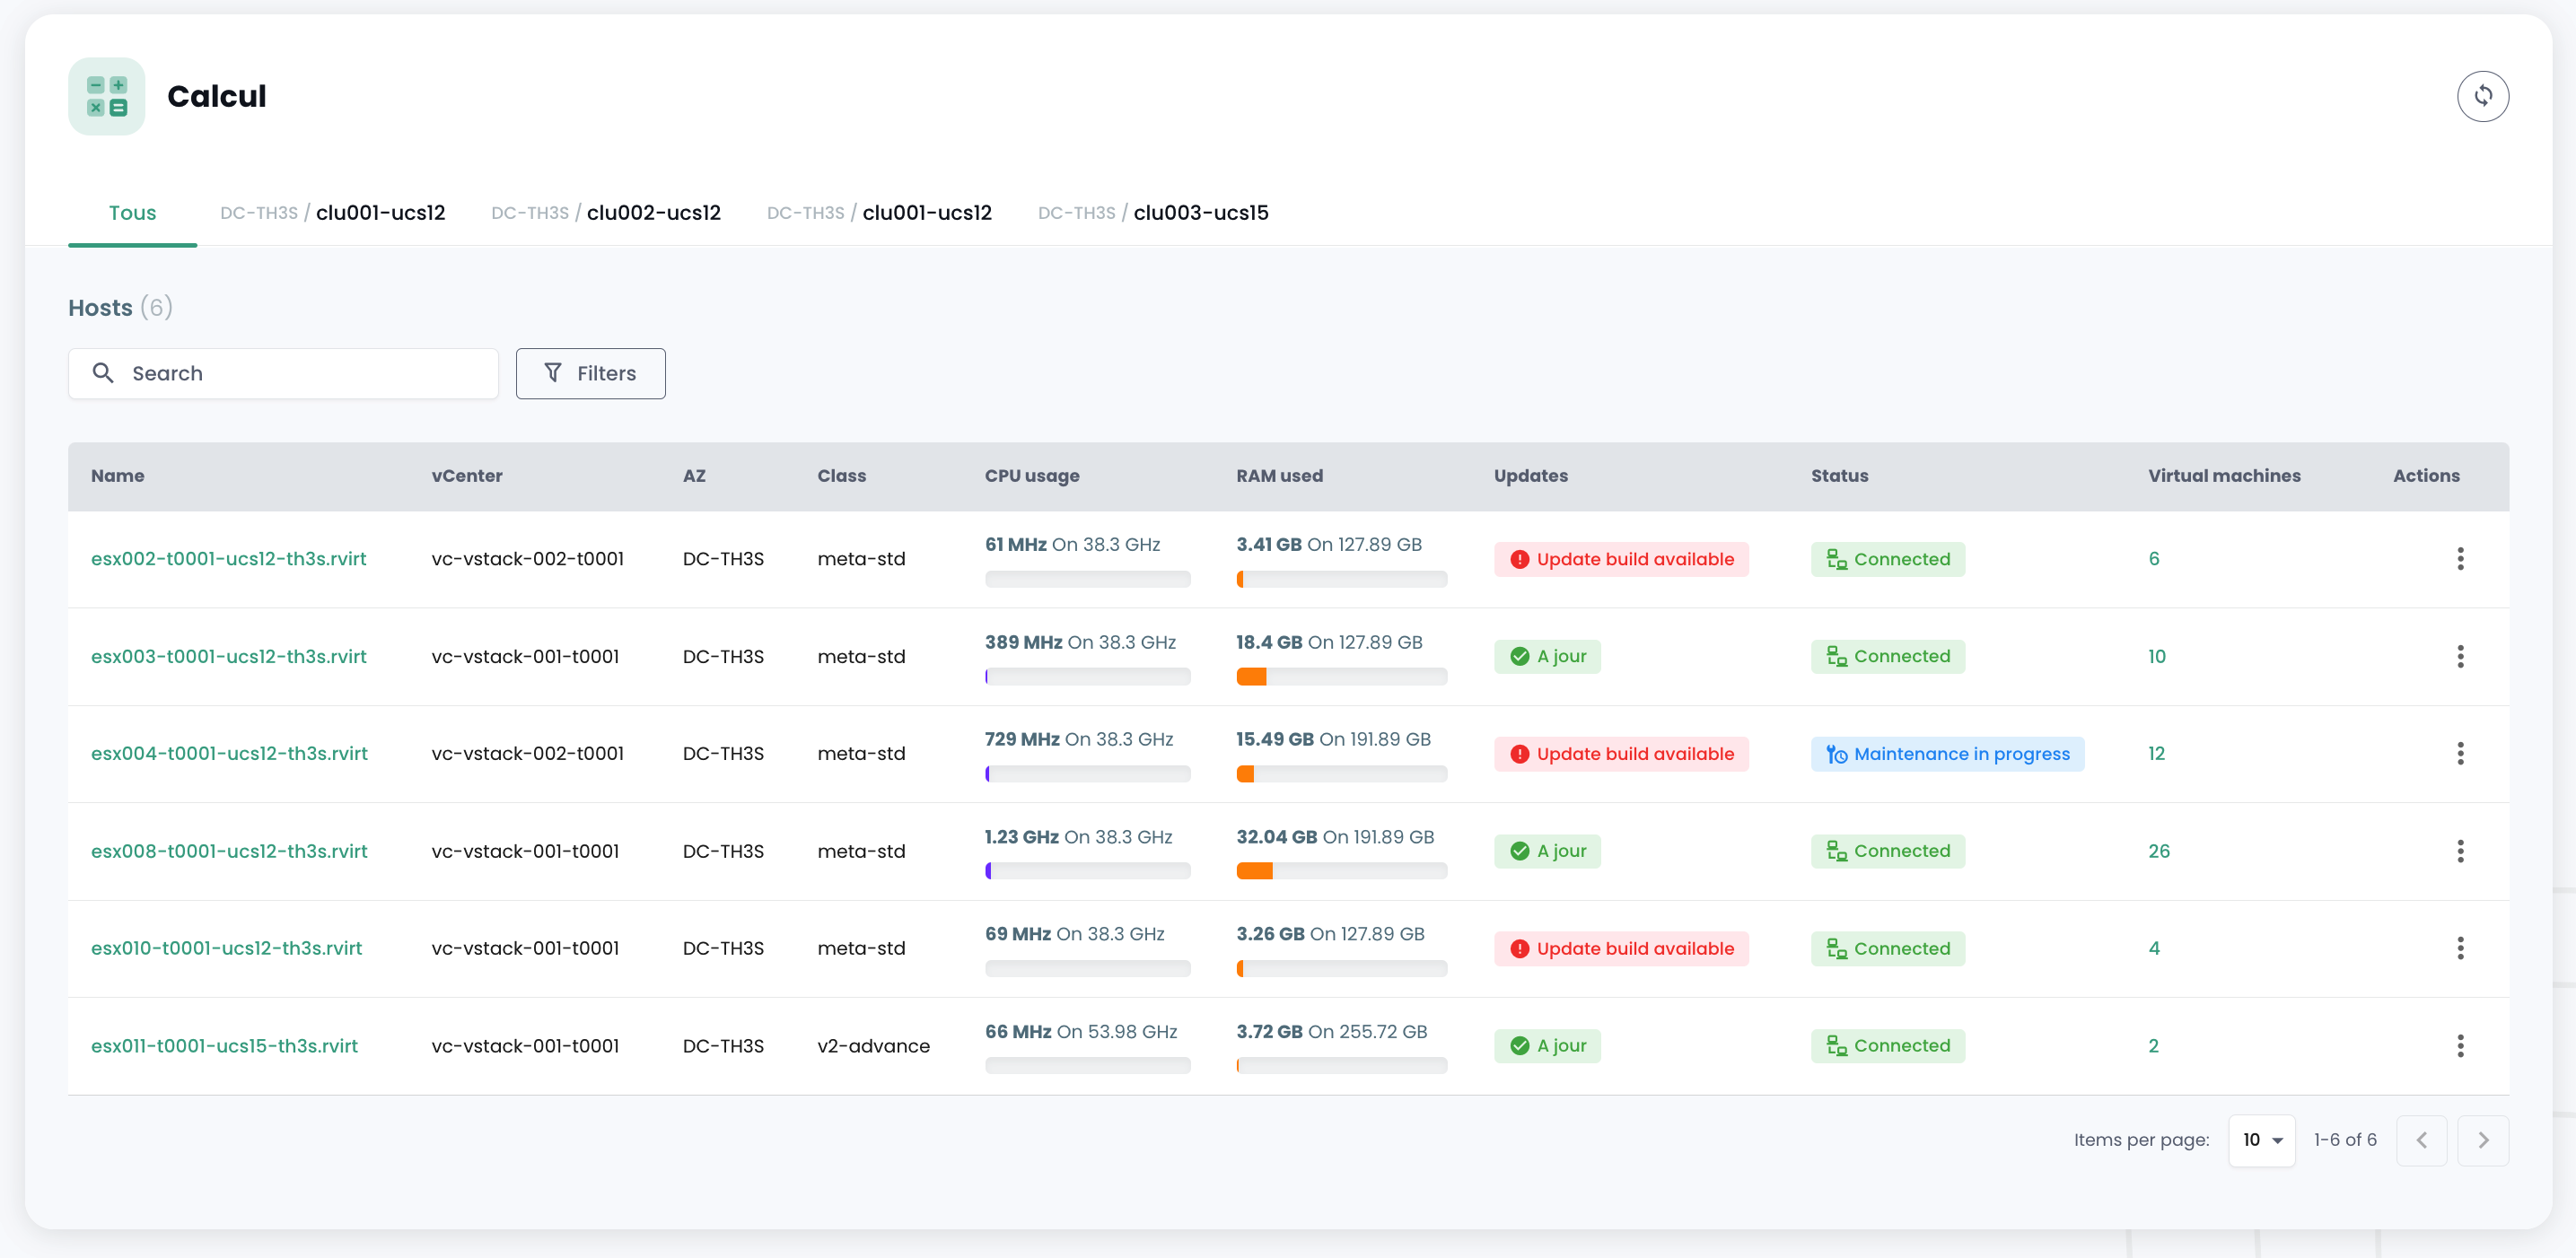 Calcul
Tous DC-TH3S / clu001-ucs12 DC-TH3S / clu002-ucs12 DC-TH3S / clu001-ucs12 DC-TH3S / clu003-ucs15
Hosts (6)
Search Filters
Name vCenter AZ Class CPU usage RAM used Updates Status Virtual machines Actions
esx002-t0001-ucs12-th3s.rvirt vc-vstack-002-t0001 DC-TH3S meta-std 61 MHz On 38.3 GHz 3.41 GB On 127.89 GB Update build available Connected 6
esx003-t0001-ucs12-th3s.rvirt vc-vstack-001-t0001 DC-TH3S meta-std 389 MHz On 38.3 GHz 18.4 GB On 127.89 GB A jour Connected 10
esx004-t0001-ucs12-th3s.rvirt vc-vstack-002-t0001 DC-TH3S meta-std 729 MHz On 38.3 GHz 15.49 GB On 191.89 GB Update build available Maintenance in progress 12
esx008-t0001-ucs12-th3s.rvirt vc-vstack-001-t0001 DC-TH3S meta-std 1.23 GHz On 38.3 GHz 32.04 GB On 191.89 GB A jour Connected 26
esx010-t0001-ucs12-th3s.rvirt vc-vstack-001-t0001 DC-TH3S meta-std 69 MHz On 38.3 GHz 3.26 GB On 127.89 GB Update build available Connected 4
esx011-t0001-ucs15-th3s.rvirt vc-vstack-001-t0001 DC-TH3S v2-advance 66 MHz On 53.98 GHz 3.72 GB On 255.72 GB A jour Connected 2
Items per page: 10 1-6 of 6